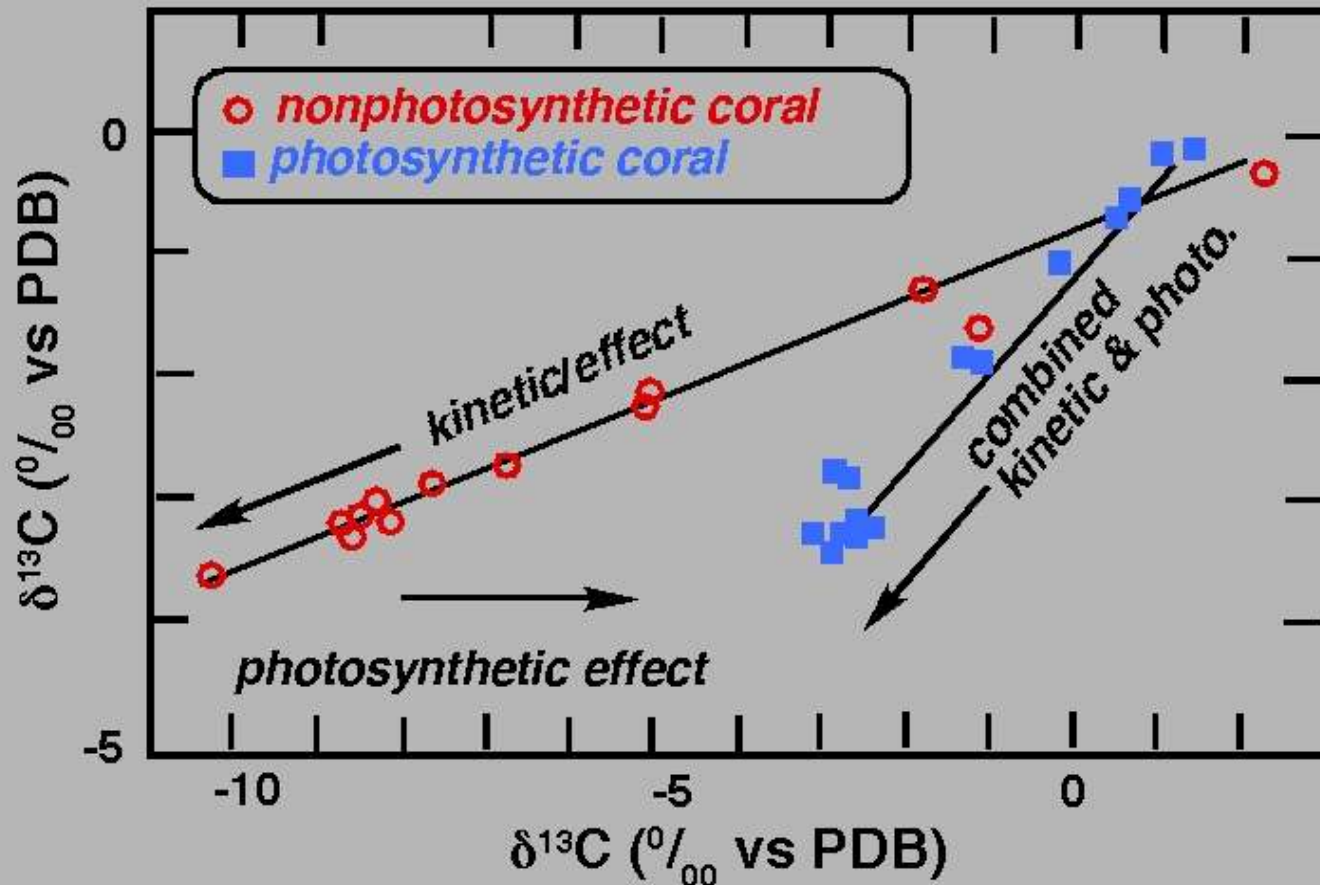 nonphotosynthetic coral
photosynthetic coral
0
δ¹³C (⁰/₀₀ vs PDB)
kinetic/effect
combined
kinetic & photo.
photosynthetic effect
-5
-10
-5
0
δ¹³C (⁰/₀₀ vs PDB)